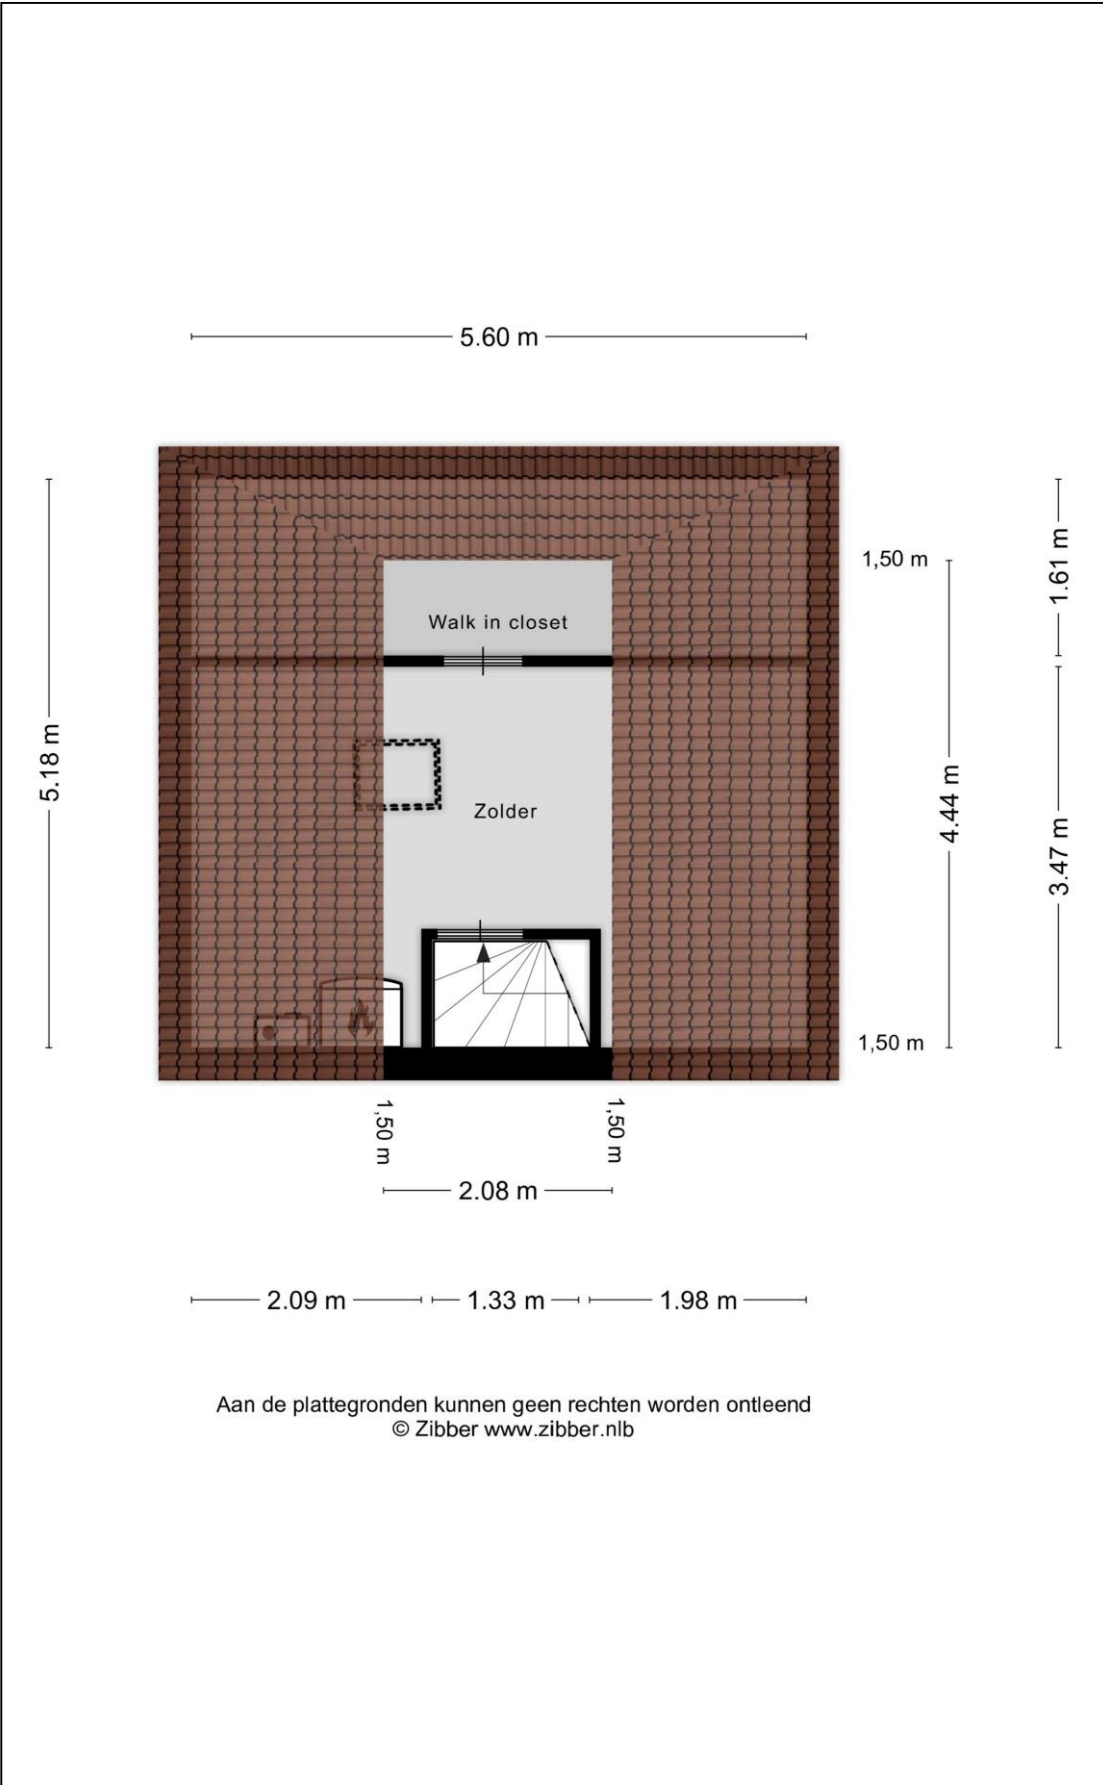 5.60 m
1,50 m
1.61 m
Walk in closet
5.18 m
4.44 m
Zolder
3.47 m
1,50 m
1,50 m
1,50 m
2.08 m
2.09 m
1.33 m
1.98 m
Aan de plattegronden kunnen geen rechten worden ontleend
© Zibber www.zibber.nlb